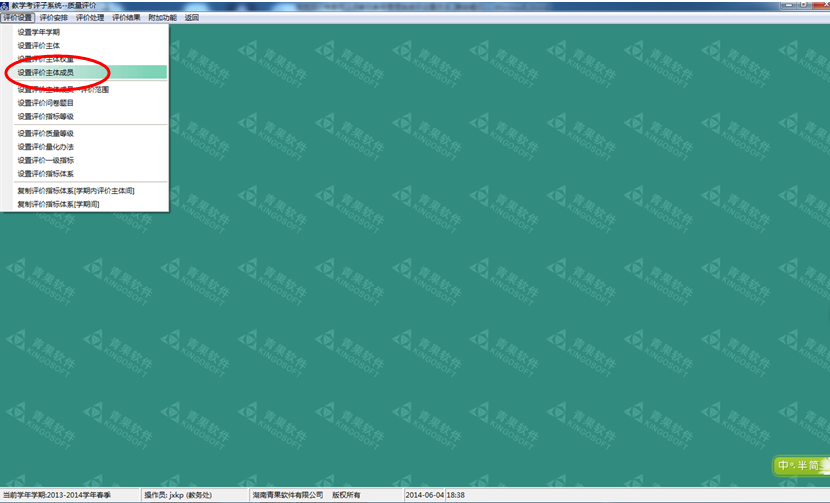 教学考评子系统--质量评价
评价设置 评价安排 评价处理 评价结果 附加功能 返回
设置学年学期
设置评价主体
设置评价主体权重
设置评价主体成员
设置评价主体成员－评价范围
设置评价问卷题目
设置评价指标等级
设置评价质量等级
设置评价量化办法
设置评价一级指标
设置评价指标体系
复制评价指标体系[学期内评价主体间]
复制评价指标体系[学期间]
青果软件
KINGOSOFT
中 半 简
当前学年学期:2013-2014学年春季 操作员: jxkp (教务处) 湖南青果软件有限公司 版权所有 2014-06-04 18:38